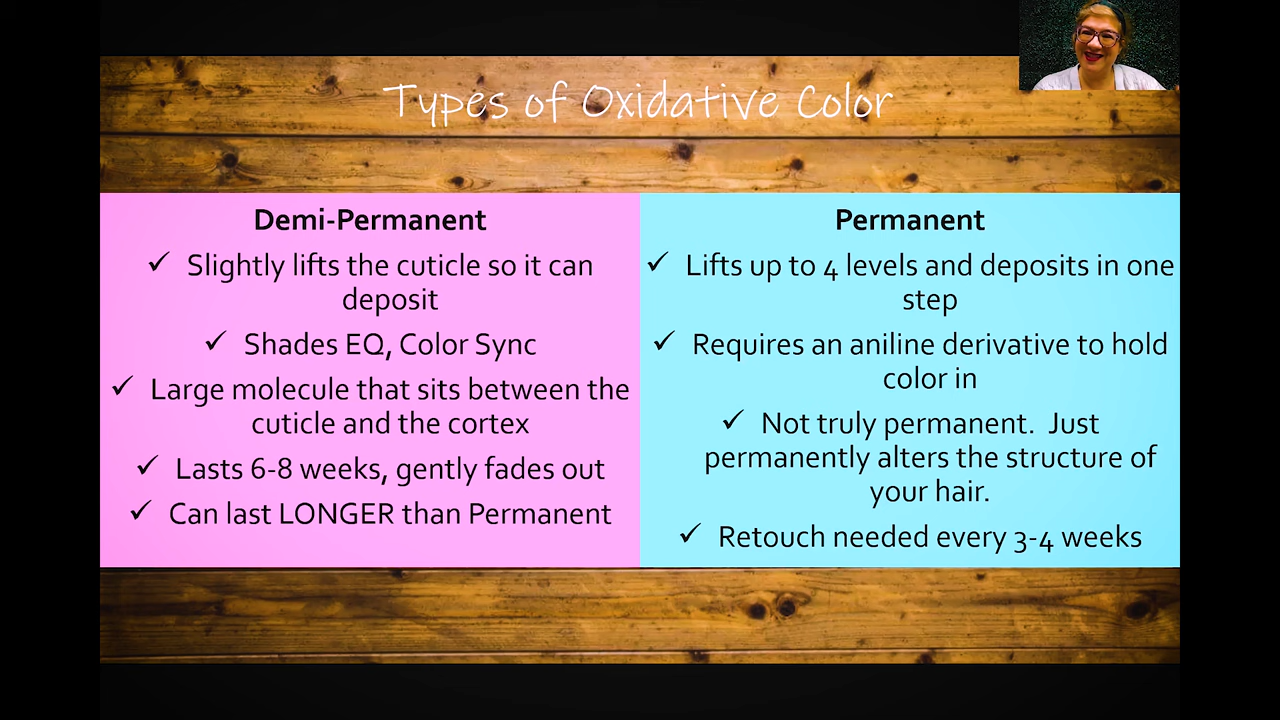 Types of Oxidative Color
Demi-Permanent
✓ Slightly lifts the cuticle so it can
deposit
✓ Shades EQ, Color Sync
✓ Large molecule that sits between the
cuticle and the cortex
✓ Lasts 6-8 weeks, gently fades out
✓ Can last LONGER than Permanent
Permanent
✓ Lifts up to 4 levels and deposits in one
step
✓ Requires an aniline derivative to hold
color in
✓ Not truly permanent. Just
permanently alters the structure of
your hair.
✓ Retouch needed every 3-4 weeks